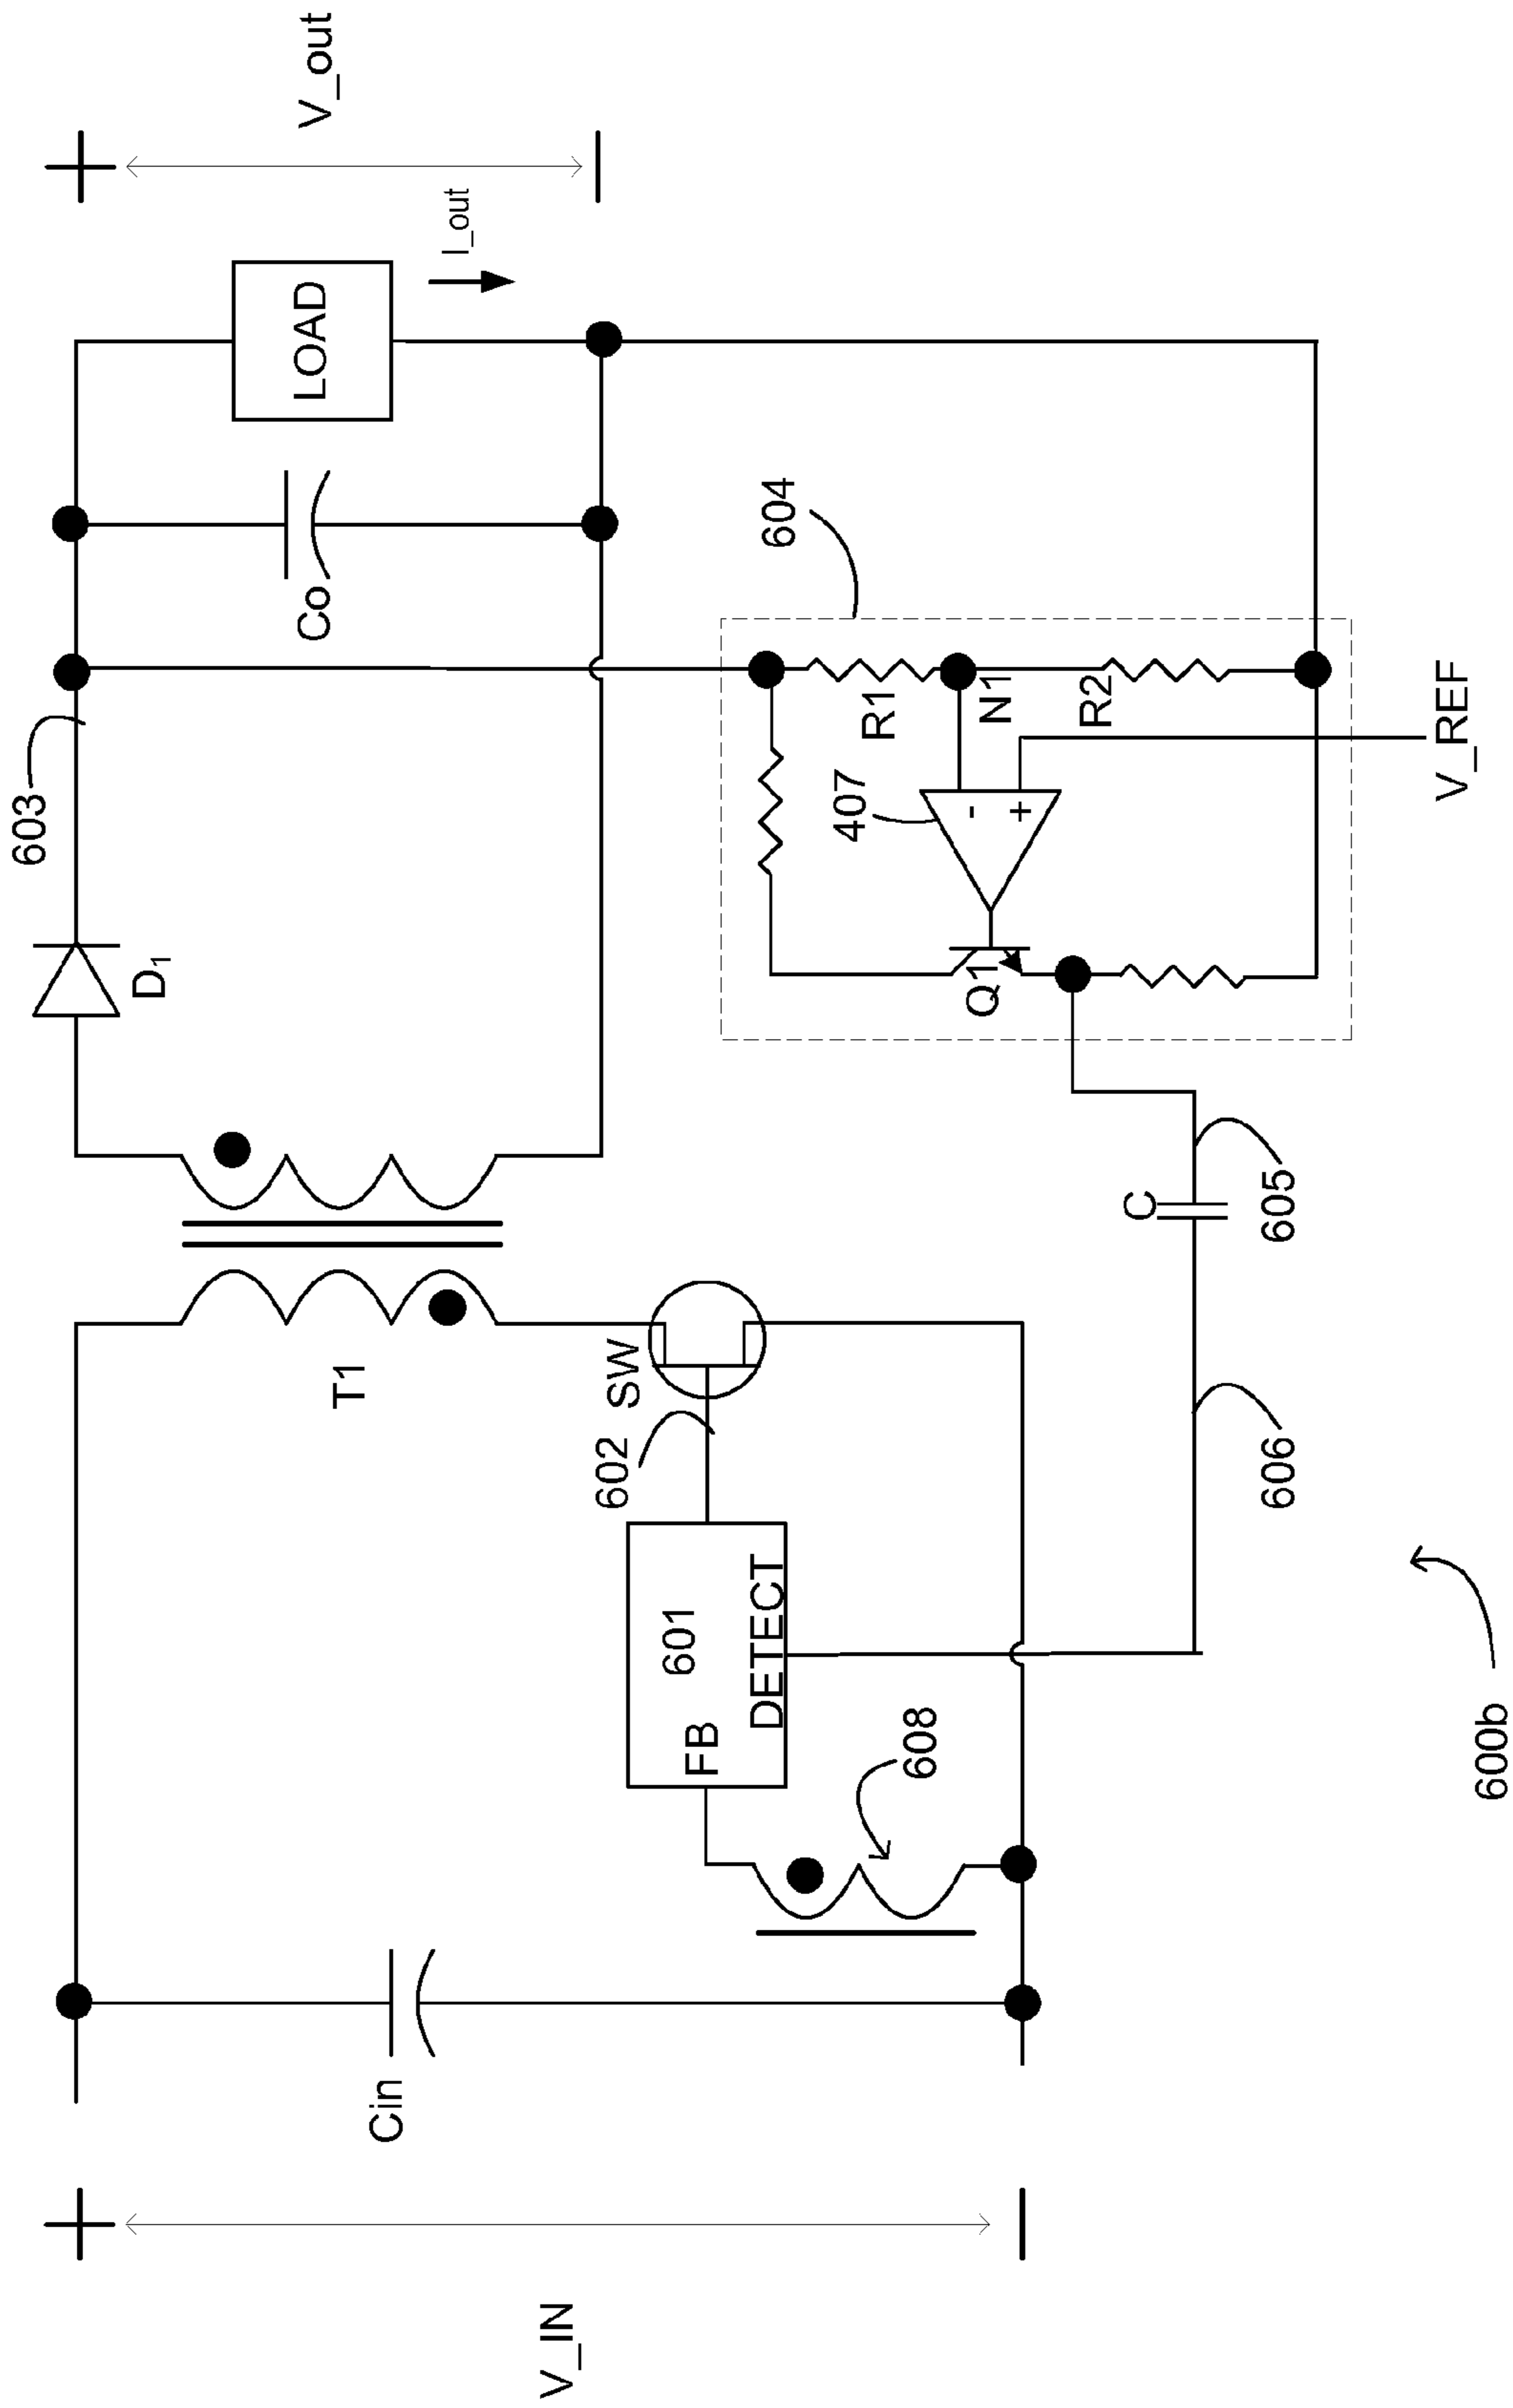 V_IN
+
−
Cin
FB
601
DETECT
608
602
SW
T1
D1
603
Co
LOAD
I_out
+
−
V_out
604
R1
N1
R2
407
-
+
Q1
V_REF
C
605
606
600b